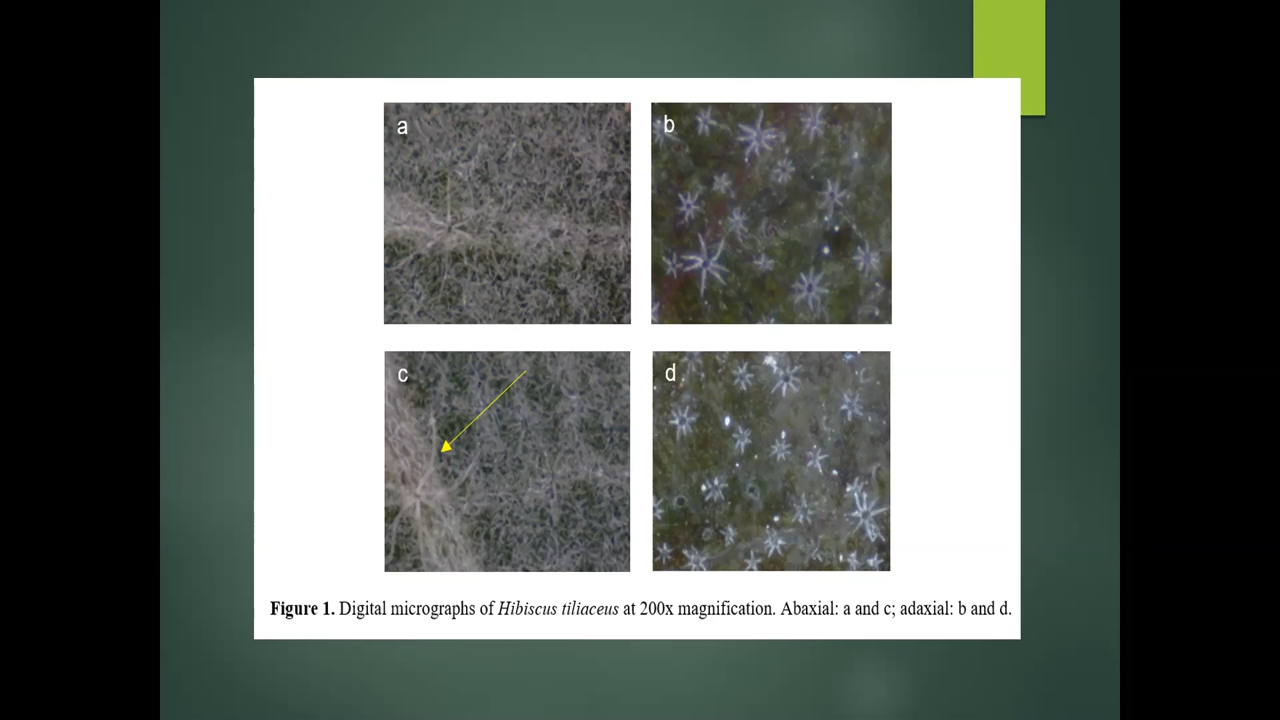 a
b
c
d
Figure 1. Digital micrographs of Hibiscus tiliaceus at 200x magnification. Abaxial: a and c; adaxial: b and d.